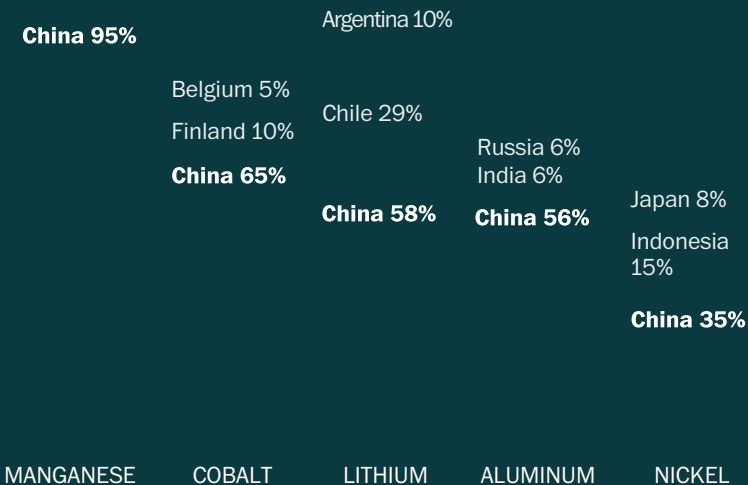 China 95%
MANGANESE
Belgium 5%
Finland 10%
China 65%
COBALT
Argentina 10%
Chile 29%
China 58%
LITHIUM
Russia 6%
India 6%
China 56%
ALUMINUM
Japan 8%
Indonesia
15%
China 35%
NICKEL